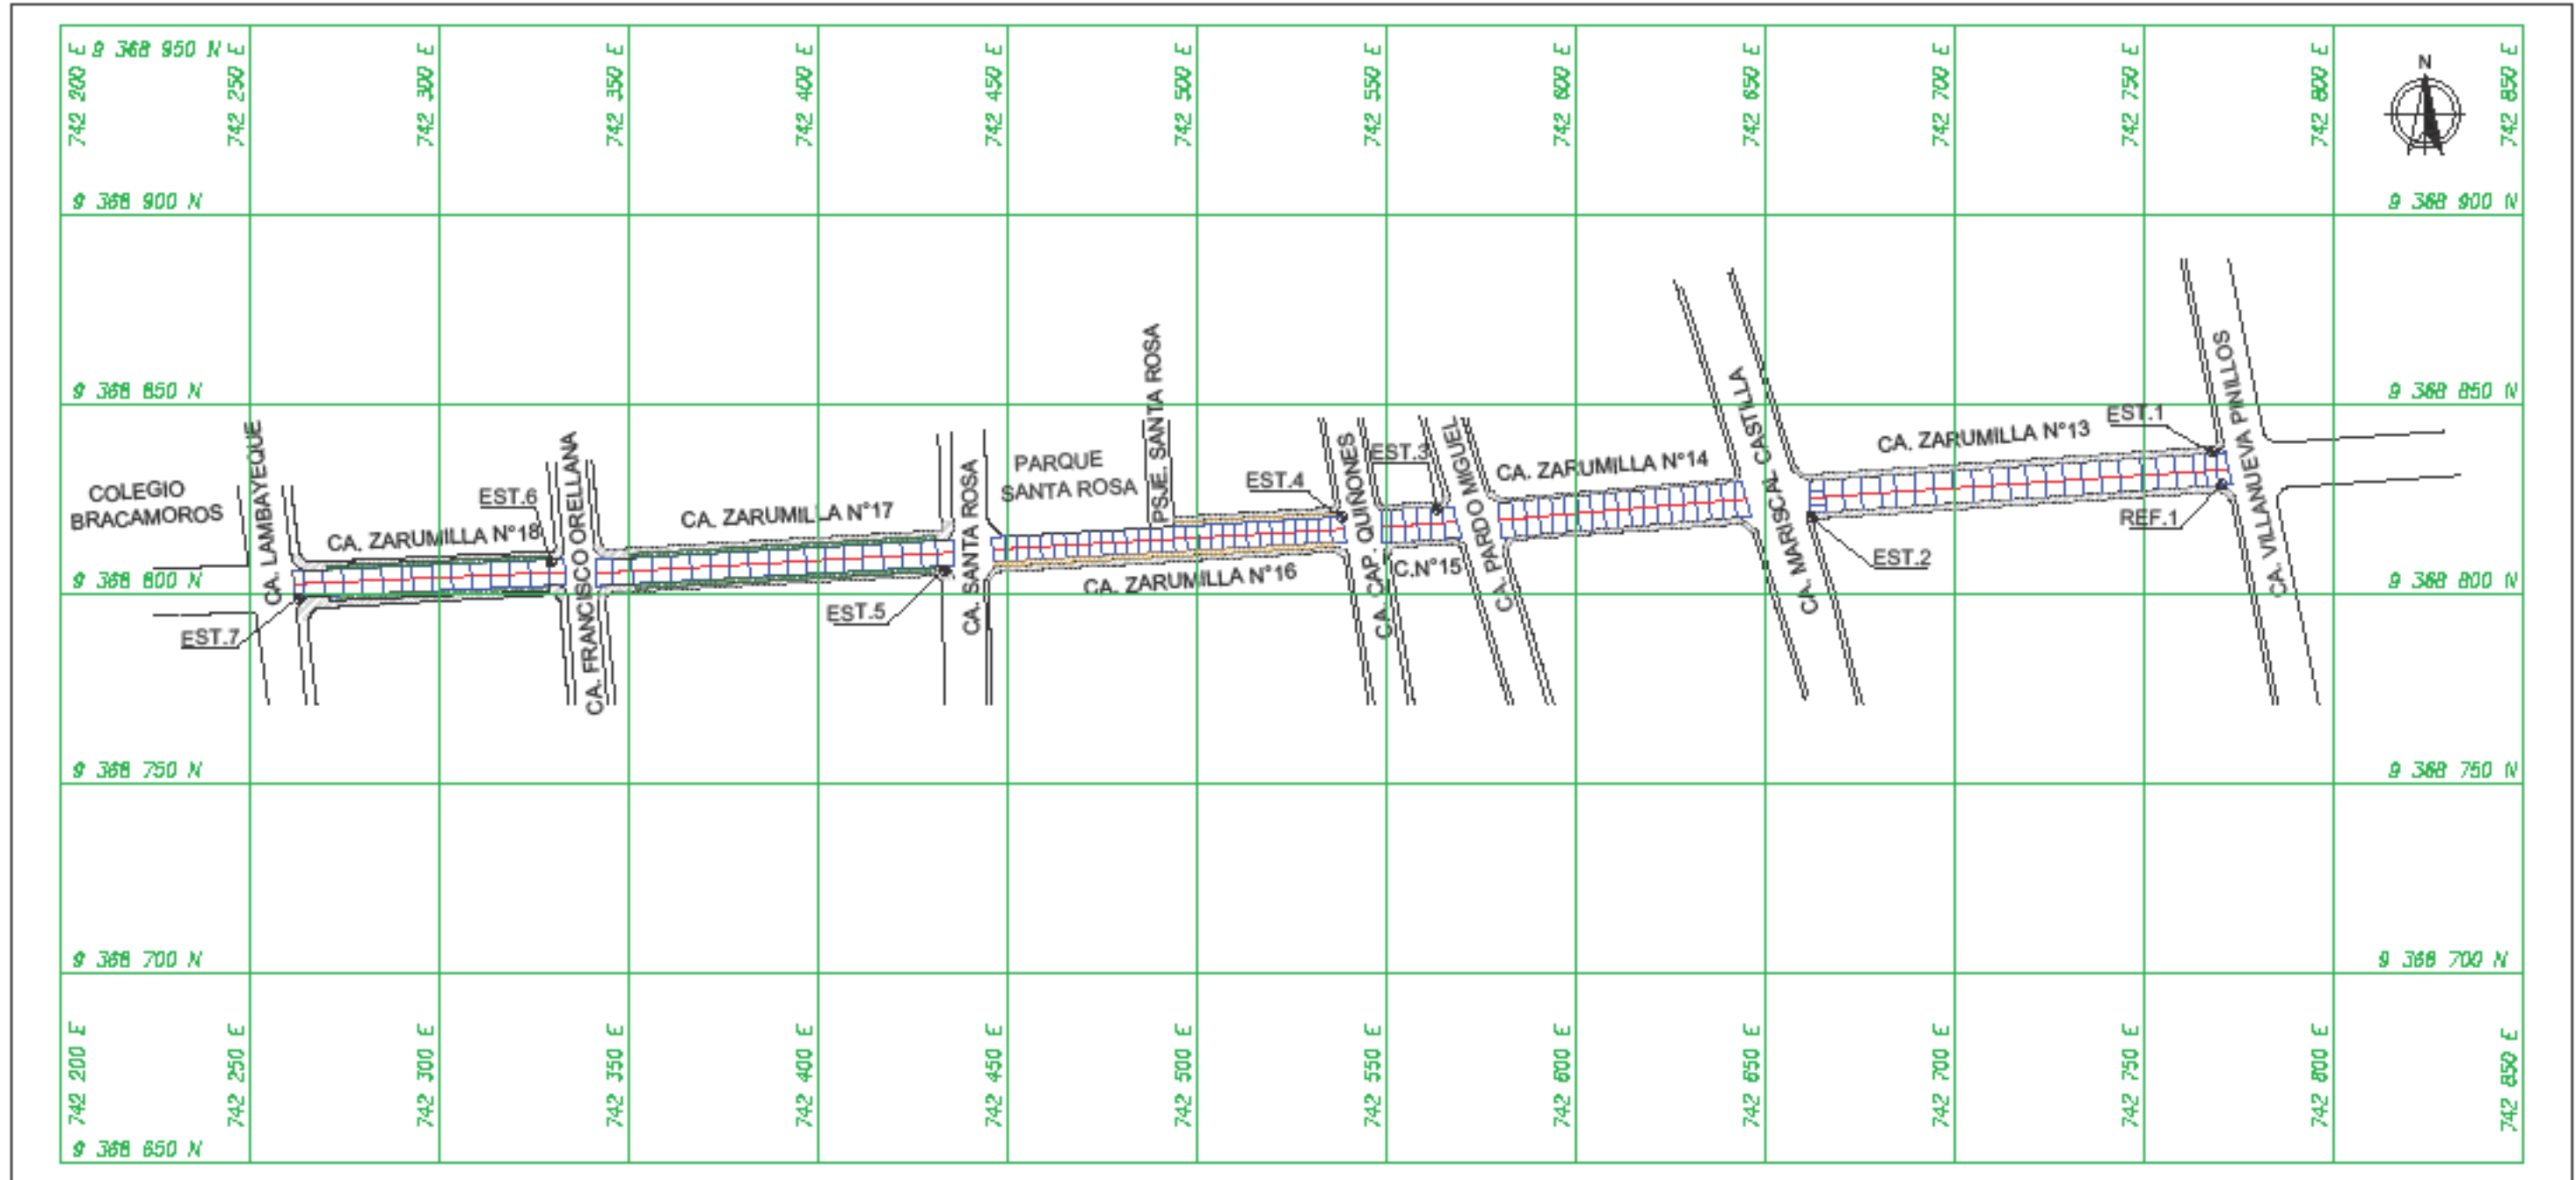 9 368 950 N
742 200 E
742 250 E
742 300 E
742 350 E
742 400 E
742 450 E
742 500 E
742 550 E
742 600 E
742 650 E
742 700 E
742 750 E
742 800 E
742 850 E
N
9 368 900 N
9 368 900 N
9 368 850 N
9 368 850 N
COLEGIO
BRACAMOROS
CA. LAMBAYEQUE
EST.7
CA. ZARUMILLA N°18
EST.6
CA. FRANCISCO ORELLANA
CA. ZARUMILLA N°17
EST.5
CA. SANTA ROSA
PARQUE
SANTA ROSA
PSJE. SANTA ROSA
CA. ZARUMILLA N°16
EST.4
CA. CAP. QUIÑONES
EST.3
C.N°15
CA. PARDO MIGUEL
CA. ZARUMILLA N°14
CA. MARISCAL CASTILLA
EST.2
CA. ZARUMILLA N°13
EST.1
REF.1
CA. VILLANUEVA PINILLOS
9 368 800 N
9 368 800 N
9 368 750 N
9 368 750 N
9 368 700 N
9 368 700 N
742 200 E
742 250 E
742 300 E
742 350 E
742 400 E
742 450 E
742 500 E
742 550 E
742 600 E
742 650 E
742 700 E
742 750 E
742 800 E
742 850 E
9 368 650 N